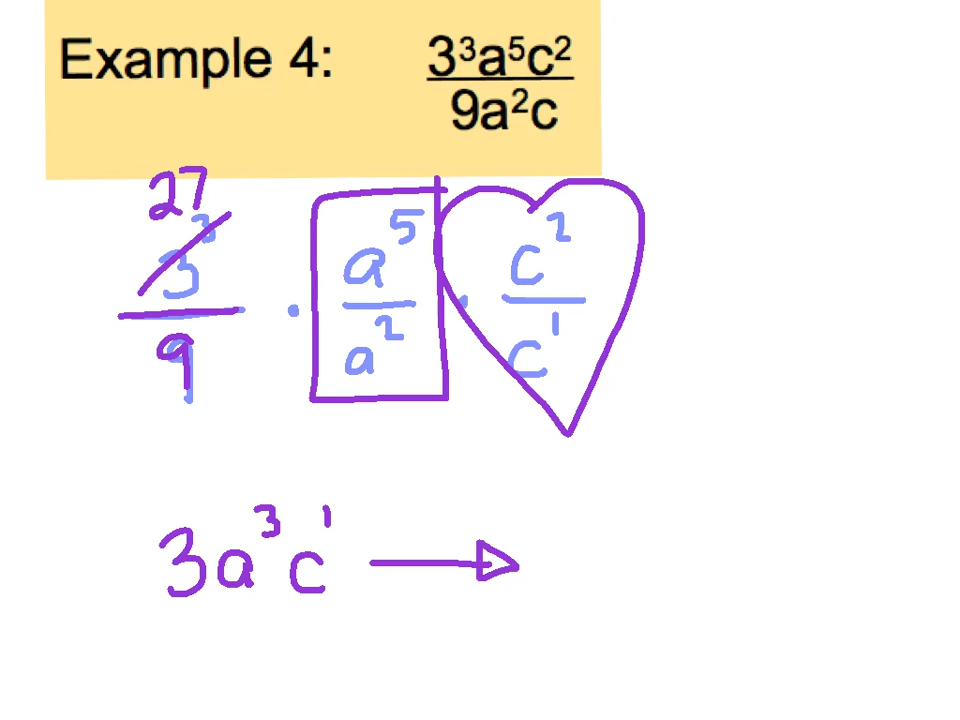 Example 4: 3³a⁵c²
9a²c
27
3³ a⁵ c²
9 · a² · c¹
3a³c¹